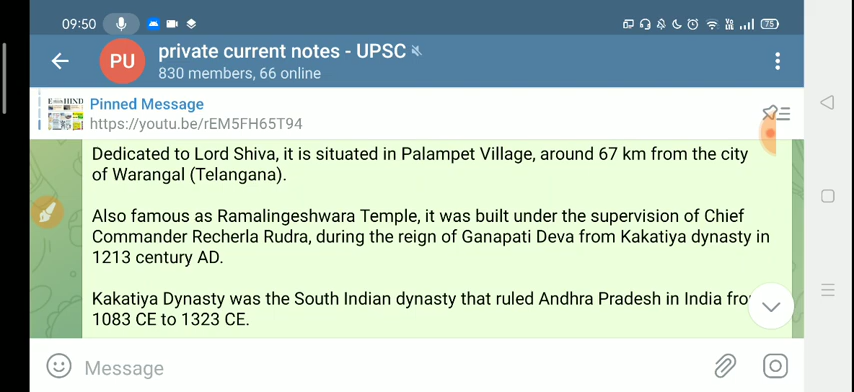 09:50
75
PU
private current notes - UPSC
830 members, 66 online
Pinned Message
https://youtu.be/rEM5FH65T94
Dedicated to Lord Shiva, it is situated in Palampet Village, around 67 km from the city
of Warangal (Telangana).
Also famous as Ramalingeshwara Temple, it was built under the supervision of Chief
Commander Recherla Rudra, during the reign of Ganapati Deva from Kakatiya dynasty in
1213 century AD.
Kakatiya Dynasty was the South Indian dynasty that ruled Andhra Pradesh in India
1083 CE to 1323 CE.
Message